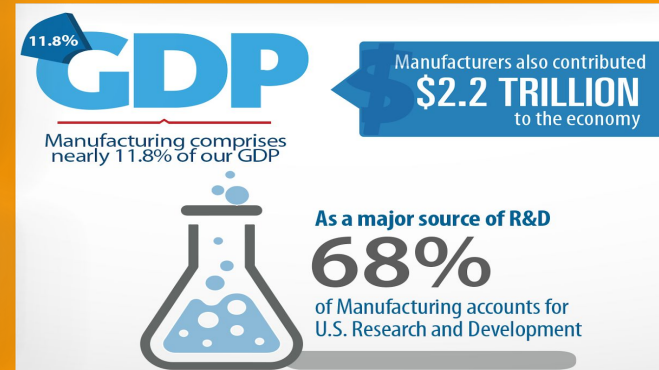 11.8%
GDP
Manufacturing comprises
nearly 11.8% of our GDP
Manufacturers also contributed
$2.2 TRILLION
to the economy
As a major source of R&D
68%
of Manufacturing accounts for
U.S. Research and Development